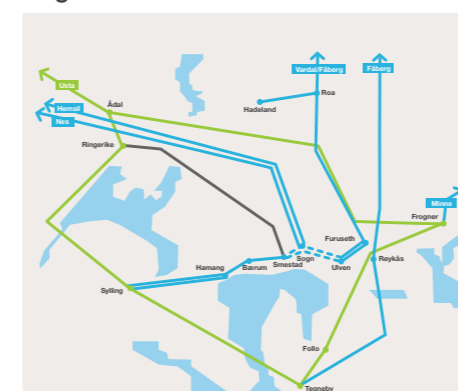 Vardal/Fåberg
Fåberg
Usta
Ådal
Roa
Hadeland
Hemsil
Nes
Ringerike
Minne
Frogner
Furuseth
Sogn
Hamang
Bærum
Smestad
Ulven
Røykås
Sylling
Follo
Tegneby